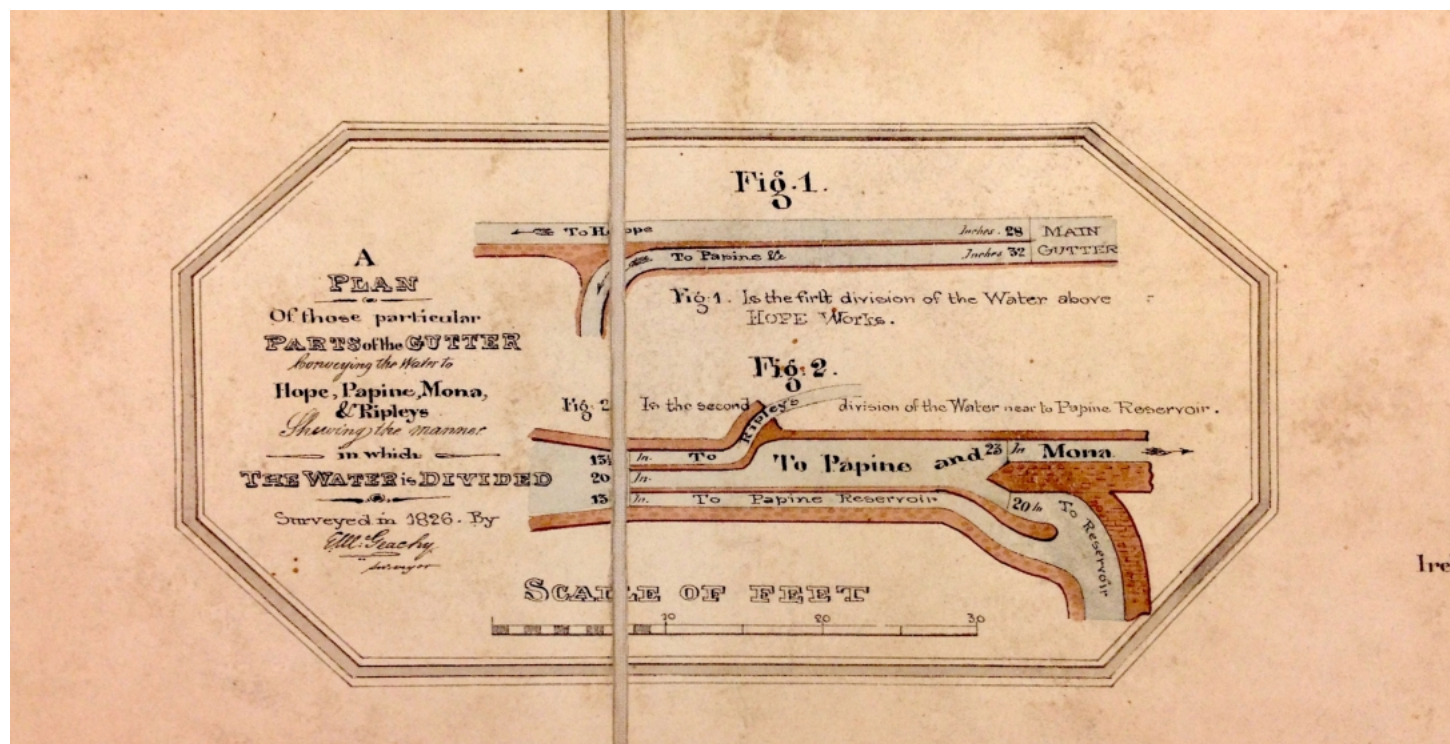 A
PLAN
Of those particular
PARTS of the GUTTER
Conveying the Water to
Hope, Papine, Mona,
& Ripleys
Shewing the manner
in which
THE WATER is DIVIDED
Surveyed in 1826. By
Surveyor
Fig. 1.
To Hope
Inches. 28
MAIN
To Papine &c
Inches 32
GUTTER
Fig. 1. Is the first division of the Water above
HOPE Works.
Fig. 2.
Fig. 2 Is the second division of the Water near to Papine Reservoir.
Ripleys
In. To
To Papine and 23 In Mona
20 In.
13 In. To Papine Reservoir
20 In
To Reservoir
SCALE OF FEET
10 20 30
Ire